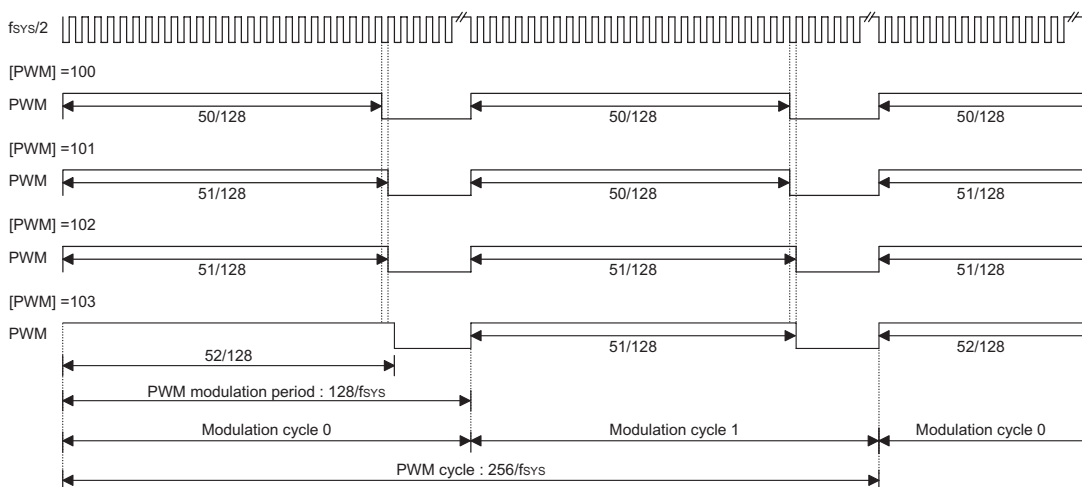 fSYS/2
[PWM] =100
PWM
50/128 50/128 50/128
[PWM] =101
PWM
51/128 50/128 51/128
[PWM] =102
PWM
51/128 51/128 51/128
[PWM] =103
PWM
52/128 51/128 52/128
PWM modulation period : 128/fSYS
Modulation cycle 0 Modulation cycle 1 Modulation cycle 0
PWM cycle : 256/fSYS